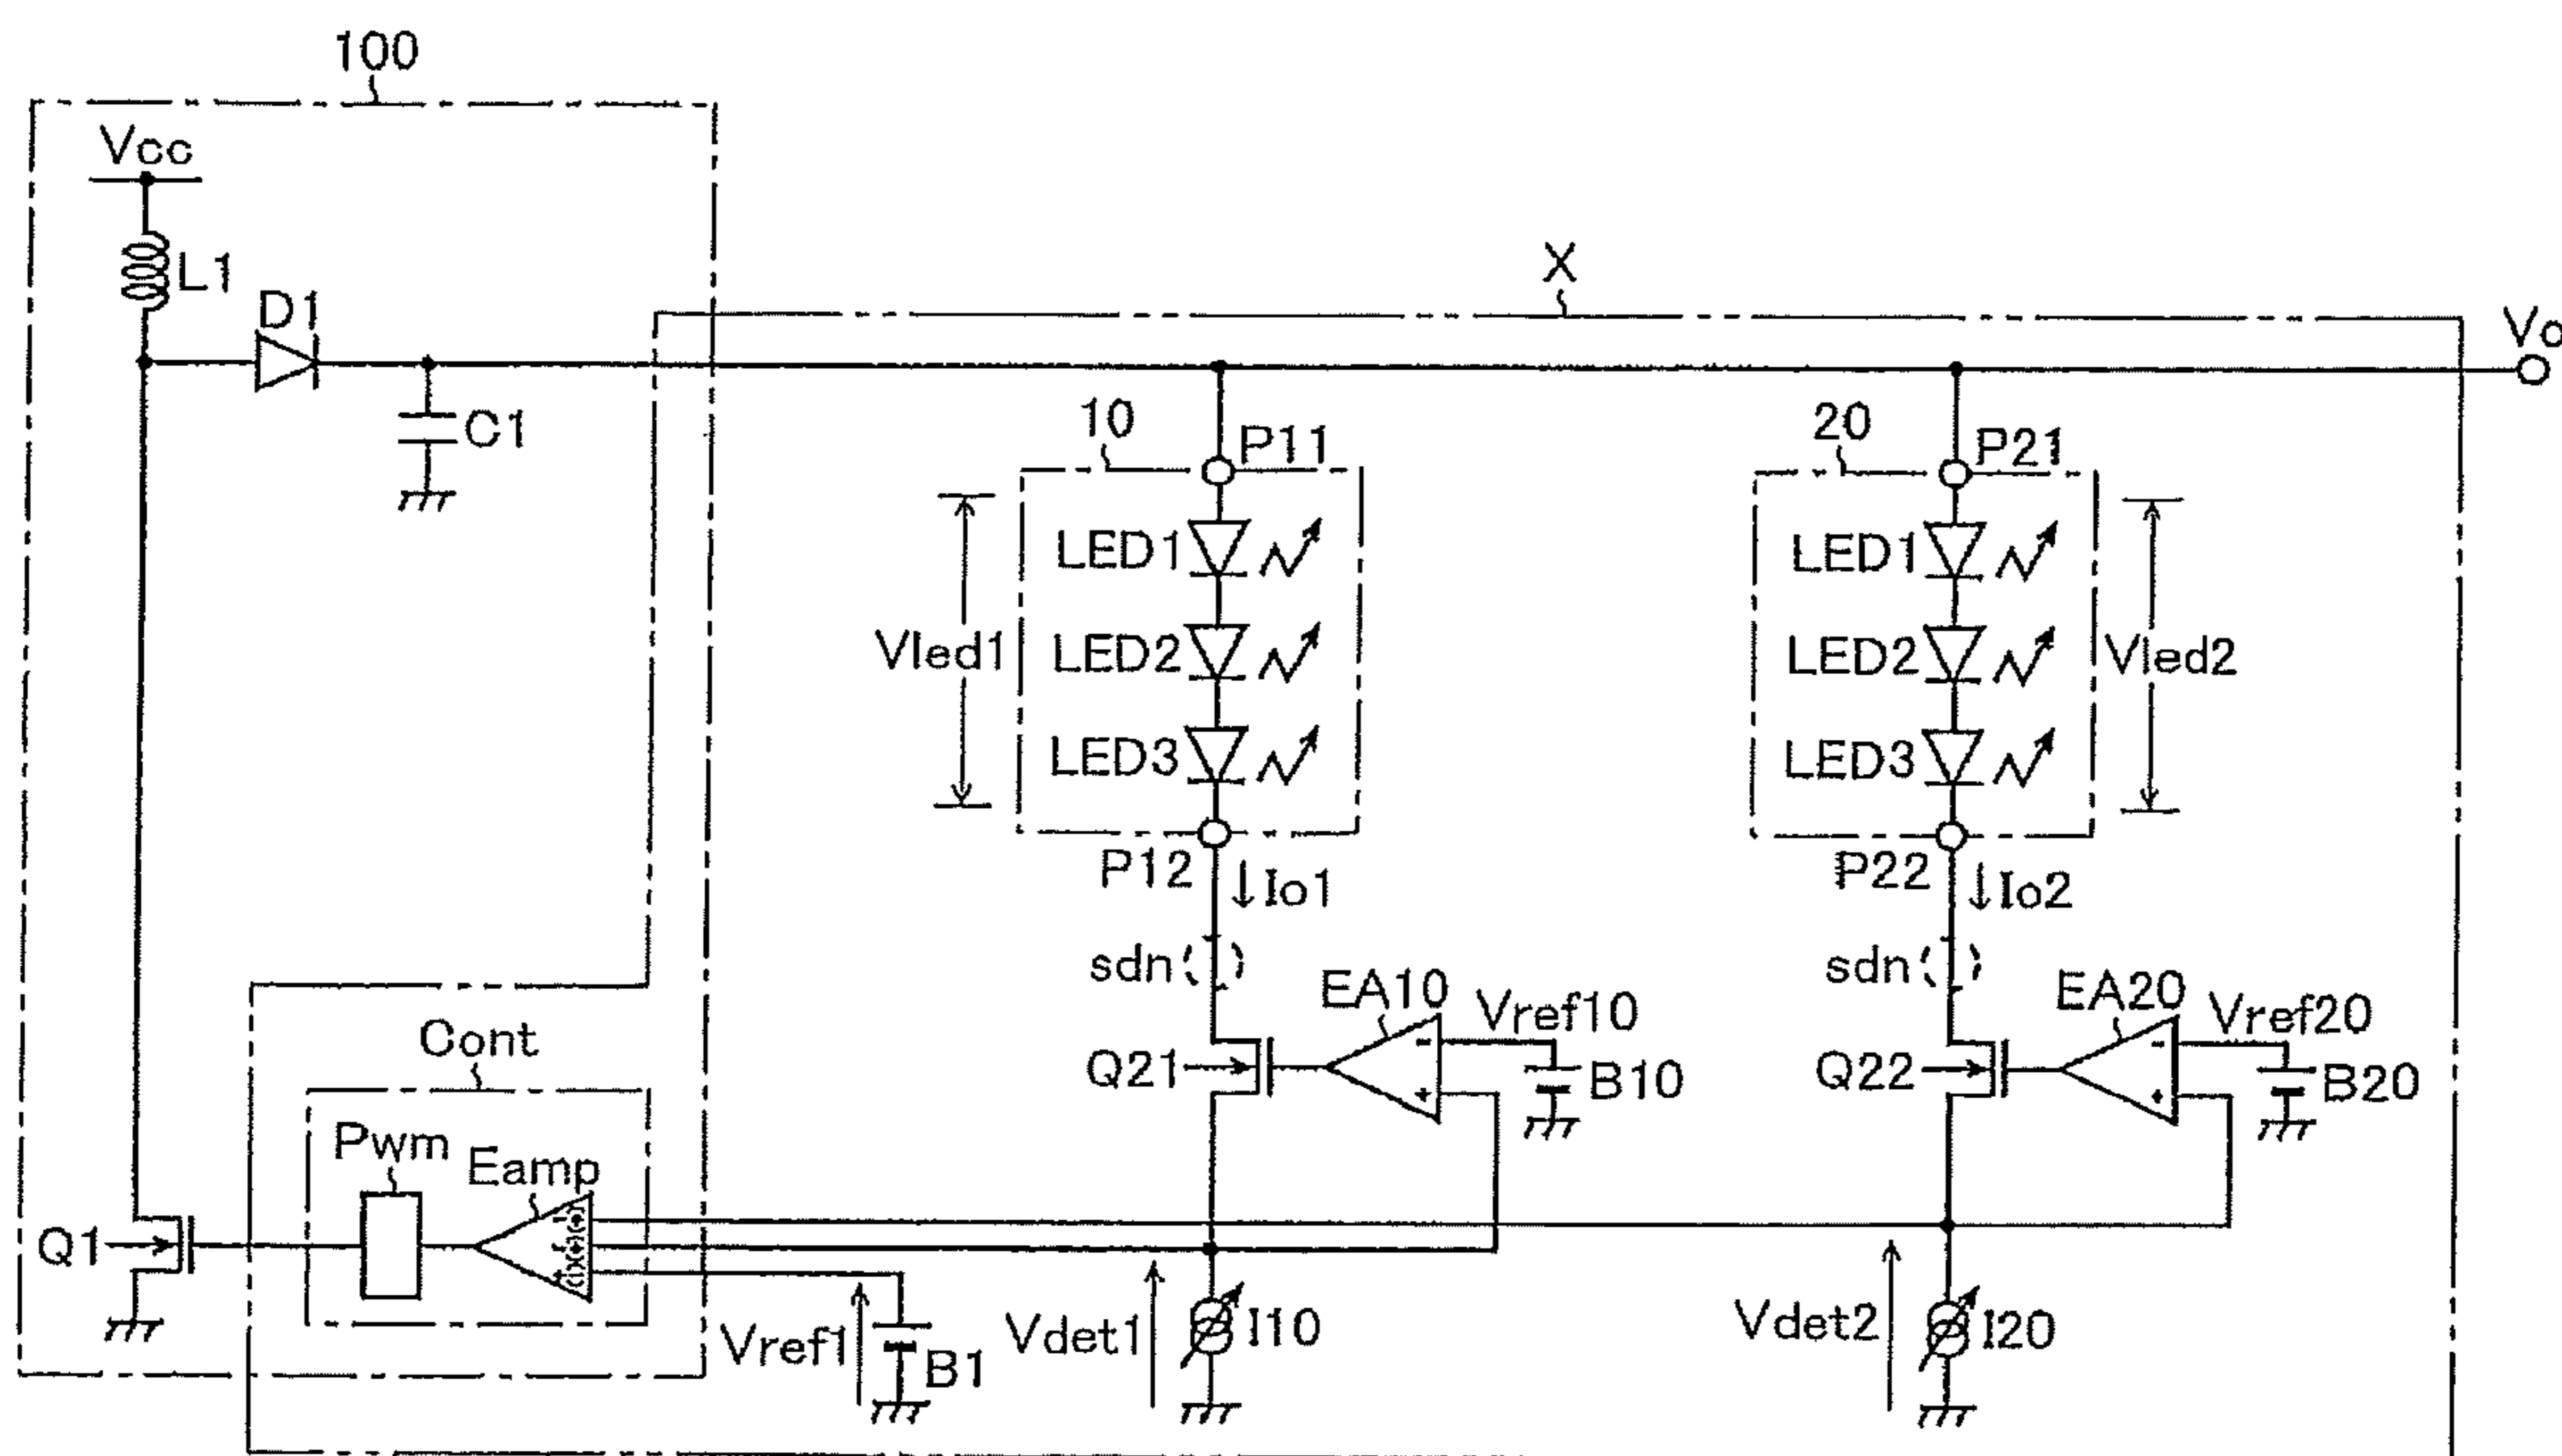 100
Vcc
L1
D1
C1
X
Vo
10
P11
20
P21
LED1
LED2
LED3
Vled1
LED1
LED2
LED3
Vled2
P12
Io1
P22
Io2
sdn
sdn
EA10
Vref10
-
+
B10
Q21
EA20
Vref20
-
+
B20
Q22
Cont
Pwm
Eamp
Q1
Vref1
B1
Vdet1
I10
Vdet2
I20